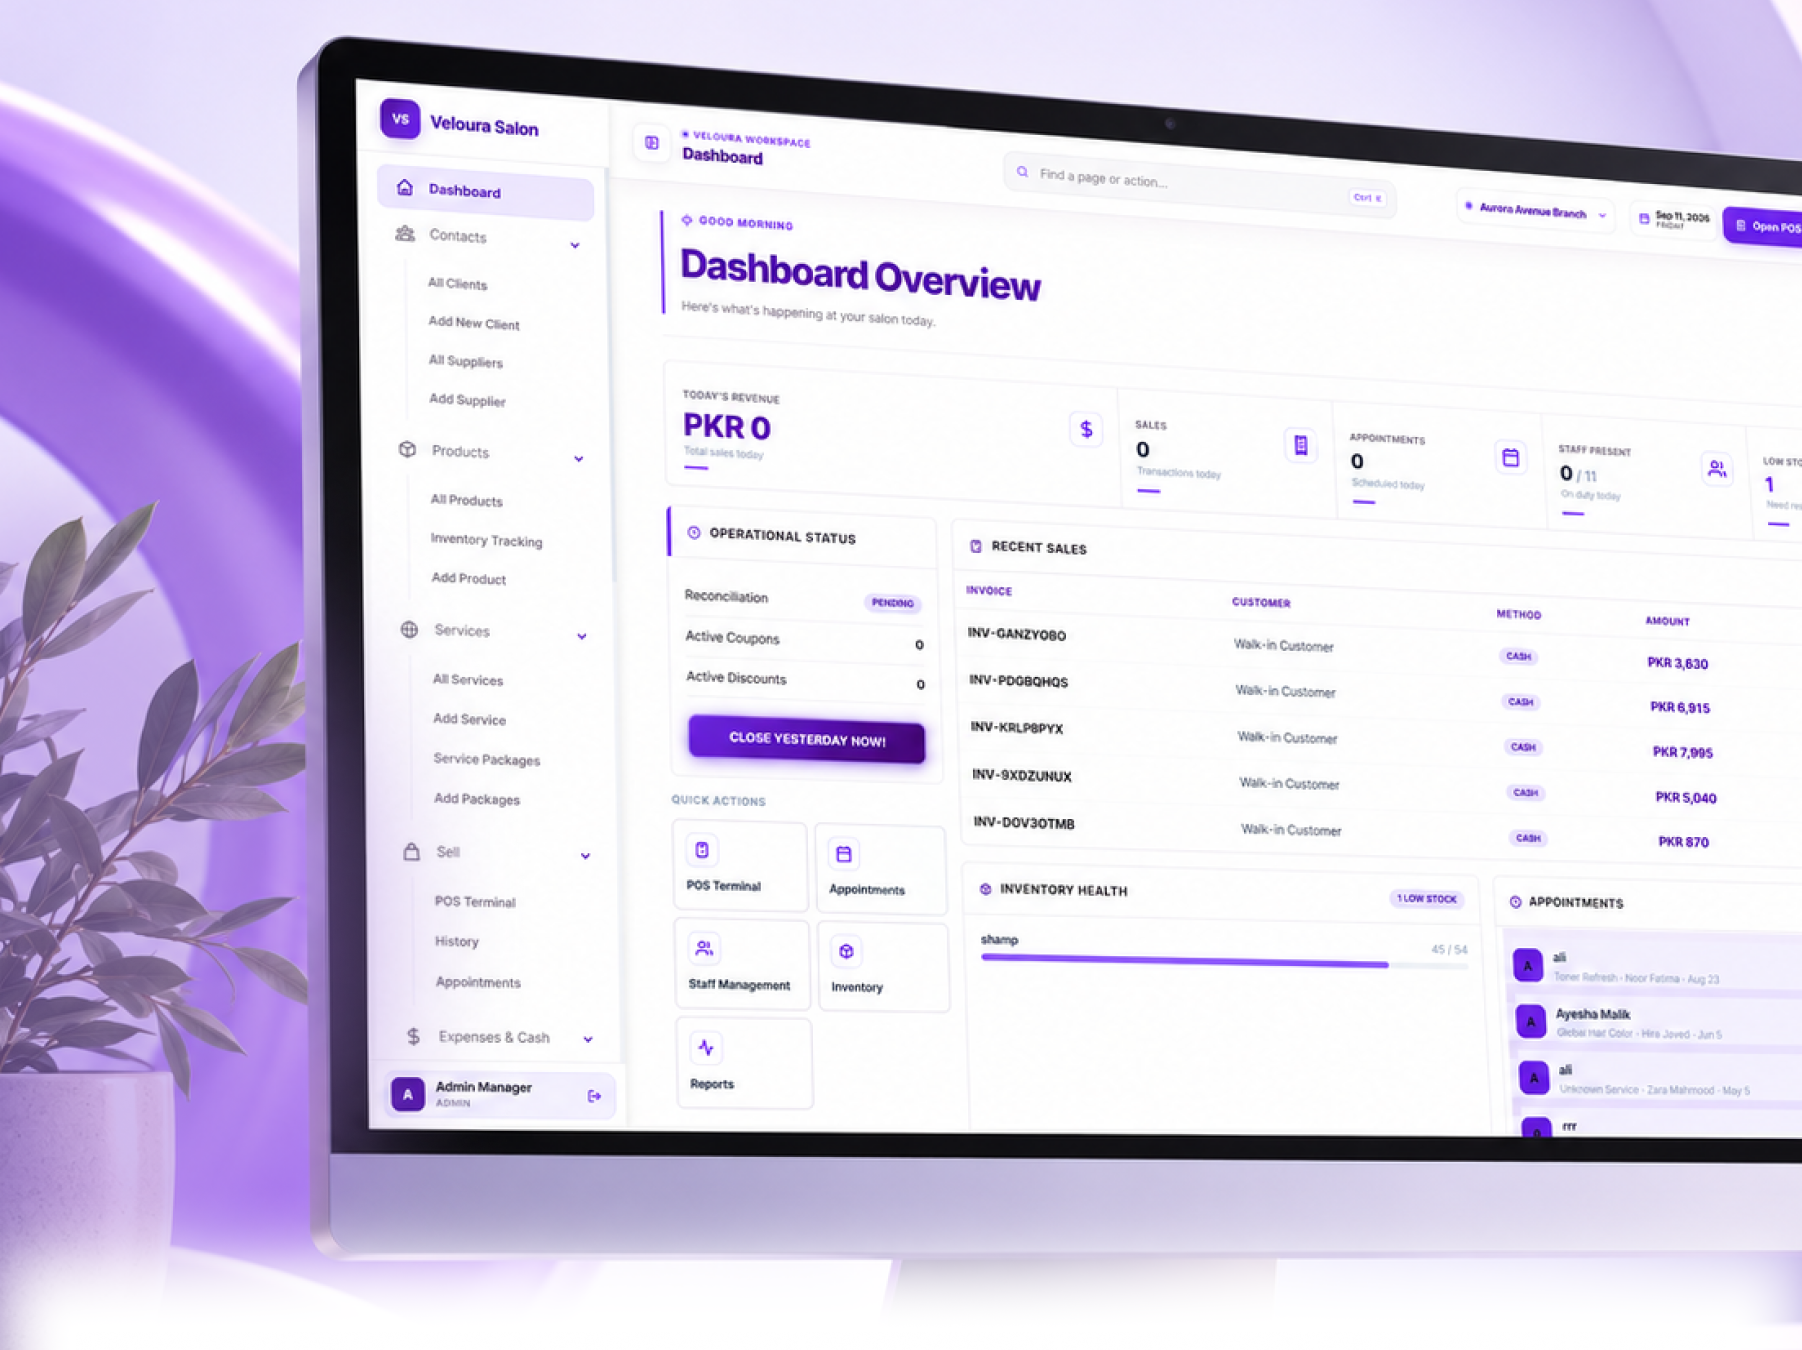 VS
Veloura Salon
Dashboard
Contacts
All Clients
Add New Client
All Suppliers
Add Supplier
Products
All Products
Inventory Tracking
Add Product
Services
All Services
Add Service
Service Packages
Add Packages
Sell
POS Terminal
History
Appointments
Expenses & Cash
A
Admin Manager
ADMIN
VELOURA WORKSPACE
Dashboard
Find a page or action...
Ctrl K
Aurora Avenue Branch
Sep 11, 2026
FRIDAY
Open POS
GOOD MORNING
Dashboard Overview
Here's what's happening at your salon today.
TODAY'S REVENUE
PKR 0
Total sales today
SALES
0
Transactions today
APPOINTMENTS
0
Scheduled today
STAFF PRESENT
0 / 11
On duty today
LOW STO
1
Need res
OPERATIONAL STATUS
Reconciliation PENDING
Active Coupons 0
Active Discounts 0
CLOSE YESTERDAY NOW!
QUICK ACTIONS
POS Terminal
Appointments
Staff Management
Inventory
Reports
RECENT SALES
INVOICE CUSTOMER METHOD AMOUNT
INV-GANZYOBO Walk-in Customer CASH PKR 3,630
INV-PDGBQHQS Walk-in Customer CASH PKR 6,915
INV-KRLP8PYX Walk-in Customer CASH PKR 7,995
INV-9XDZUNUX Walk-in Customer CASH PKR 5,040
INV-DOV3OTMB Walk-in Customer CASH PKR 870
INVENTORY HEALTH
1 LOW STOCK
shamp
45 / 54
APPOINTMENTS
A
ali
Toner Refresh - Noor Fatima - Aug 23
A
Ayesha Malik
Global Hair Color - Hira Javed - Jun 5
A
ali
Unknown Service - Zara Mahmood - May 5
rrr